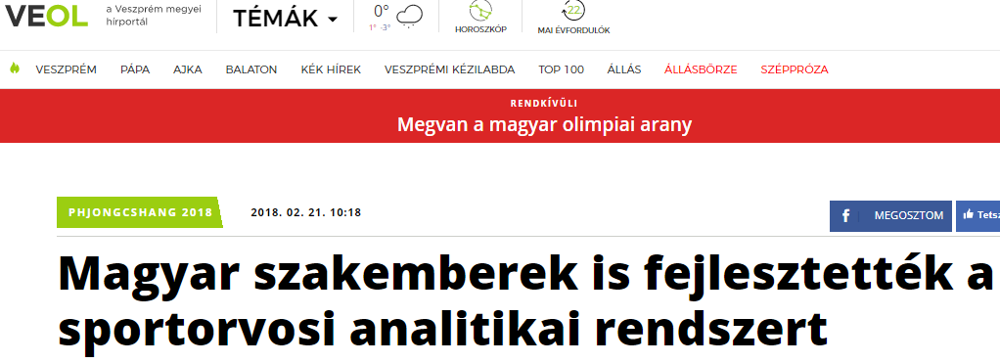 VEOL
a Veszprém megyei
hírportál
TÉMÁK
0°
1° -3°
HOROSZKÓP
22
MAI ÉVFORDULÓK
VESZPRÉM PÁPA AJKA BALATON KÉK HÍREK VESZPRÉMI KÉZILABDA TOP 100 ÁLLÁS ÁLLÁSBÖRZE SZÉPPRÓZA
RENDKÍVÜLI
Megvan a magyar olimpiai arany
PHJONGCSHANG 2018 2018. 02. 21. 10:18
f MEGOSZTOM Tetsz
Magyar szakemberek is fejlesztették a
sportorvosi analitikai rendszert